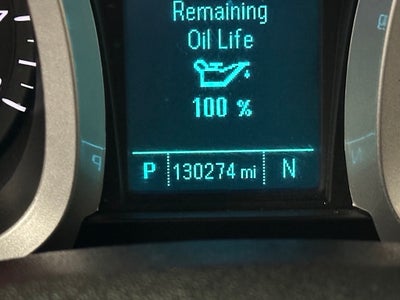 Remaining
Oil Life
100 %
P 130274 mi N